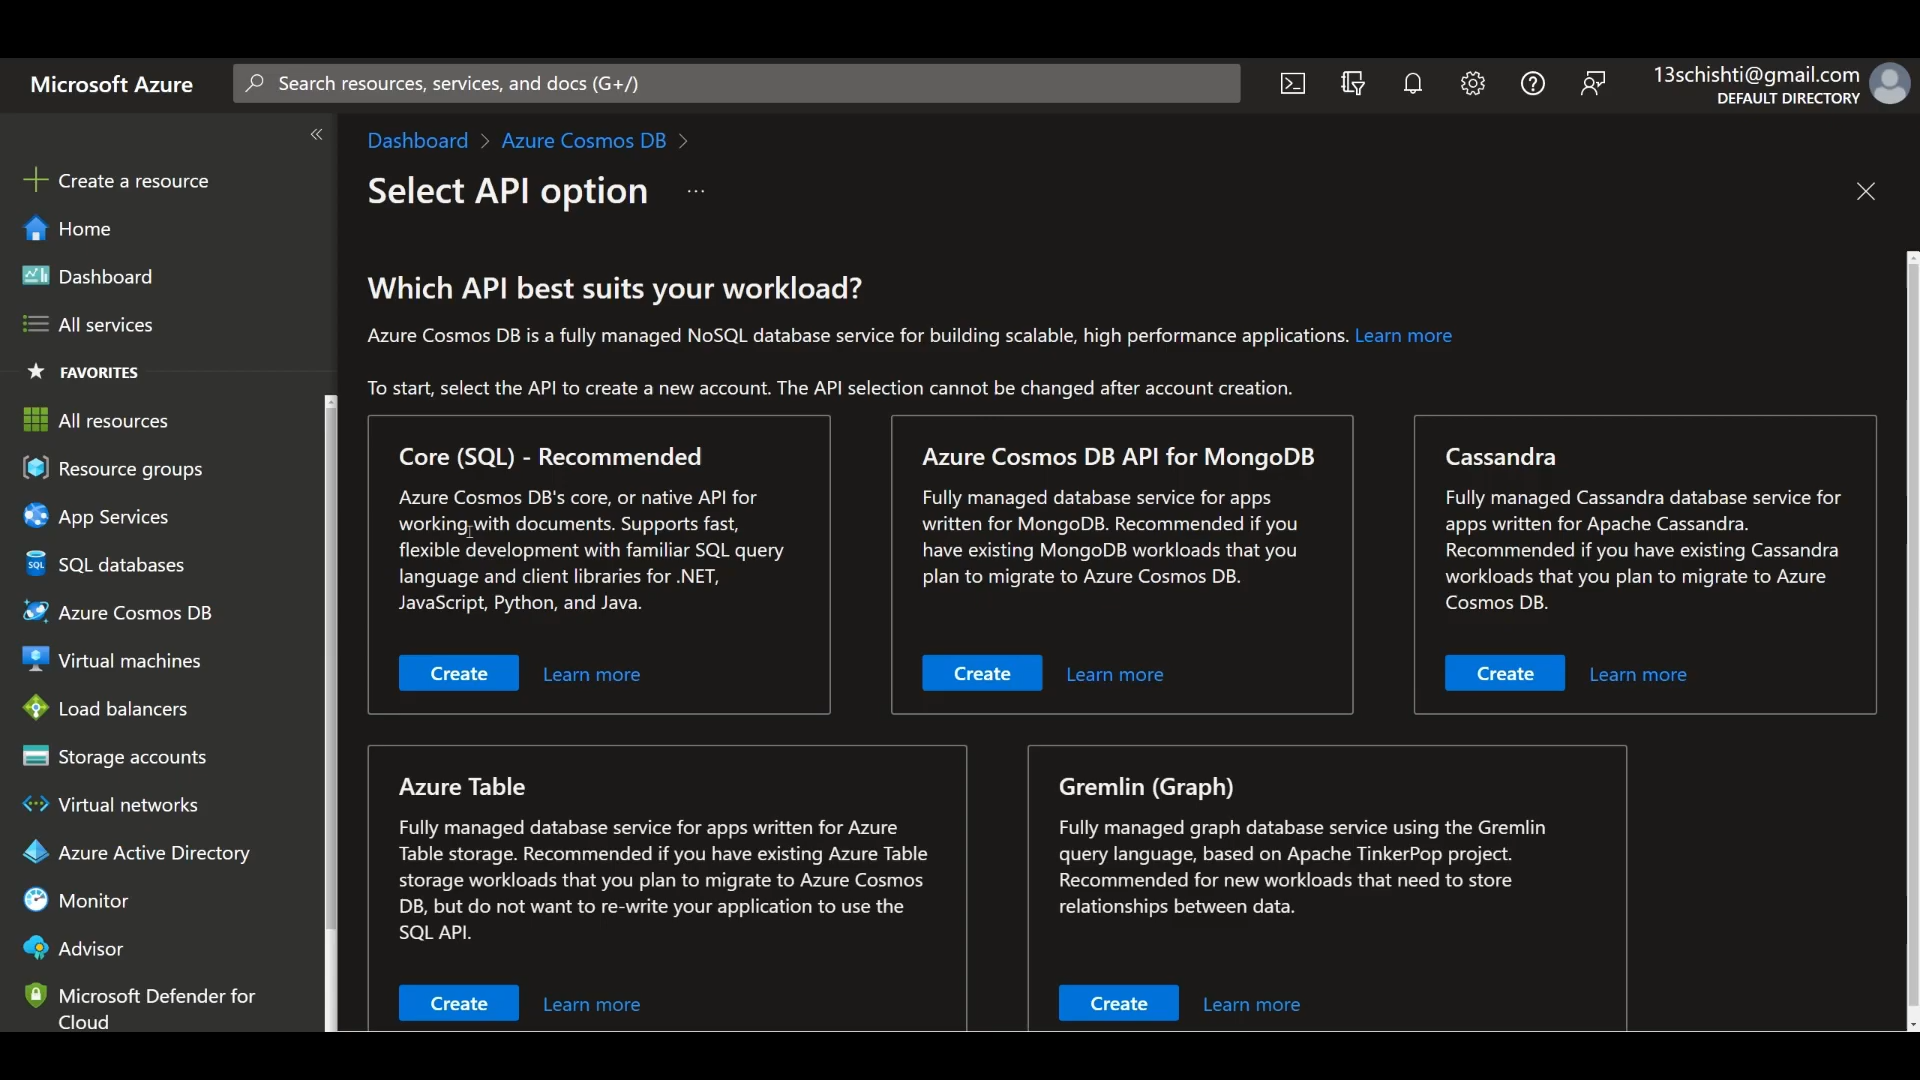 Microsoft Azure
Search resources, services, and docs (G+/)
13schishti@gmail.com
DEFAULT DIRECTORY
Create a resource
Home
Dashboard
All services
FAVORITES
All resources
Resource groups
App Services
SQL databases
Azure Cosmos DB
Virtual machines
Load balancers
Storage accounts
Virtual networks
Azure Active Directory
Monitor
Advisor
Microsoft Defender for
Cloud
Dashboard > Azure Cosmos DB >
Select API option ...
Which API best suits your workload?
Azure Cosmos DB is a fully managed NoSQL database service for building scalable, high performance applications. Learn more
To start, select the API to create a new account. The API selection cannot be changed after account creation.
Core (SQL) - Recommended
Azure Cosmos DB's core, or native API for
working with documents. Supports fast,
flexible development with familiar SQL query
language and client libraries for .NET,
JavaScript, Python, and Java.
Create Learn more
Azure Cosmos DB API for MongoDB
Fully managed database service for apps
written for MongoDB. Recommended if you
have existing MongoDB workloads that you
plan to migrate to Azure Cosmos DB.
Create Learn more
Cassandra
Fully managed Cassandra database service for
apps written for Apache Cassandra.
Recommended if you have existing Cassandra
workloads that you plan to migrate to Azure
Cosmos DB.
Create Learn more
Azure Table
Fully managed database service for apps written for Azure
Table storage. Recommended if you have existing Azure Table
storage workloads that you plan to migrate to Azure Cosmos
DB, but do not want to re-write your application to use the
SQL API.
Create Learn more
Gremlin (Graph)
Fully managed graph database service using the Gremlin
query language, based on Apache TinkerPop project.
Recommended for new workloads that need to store
relationships between data.
Create Learn more